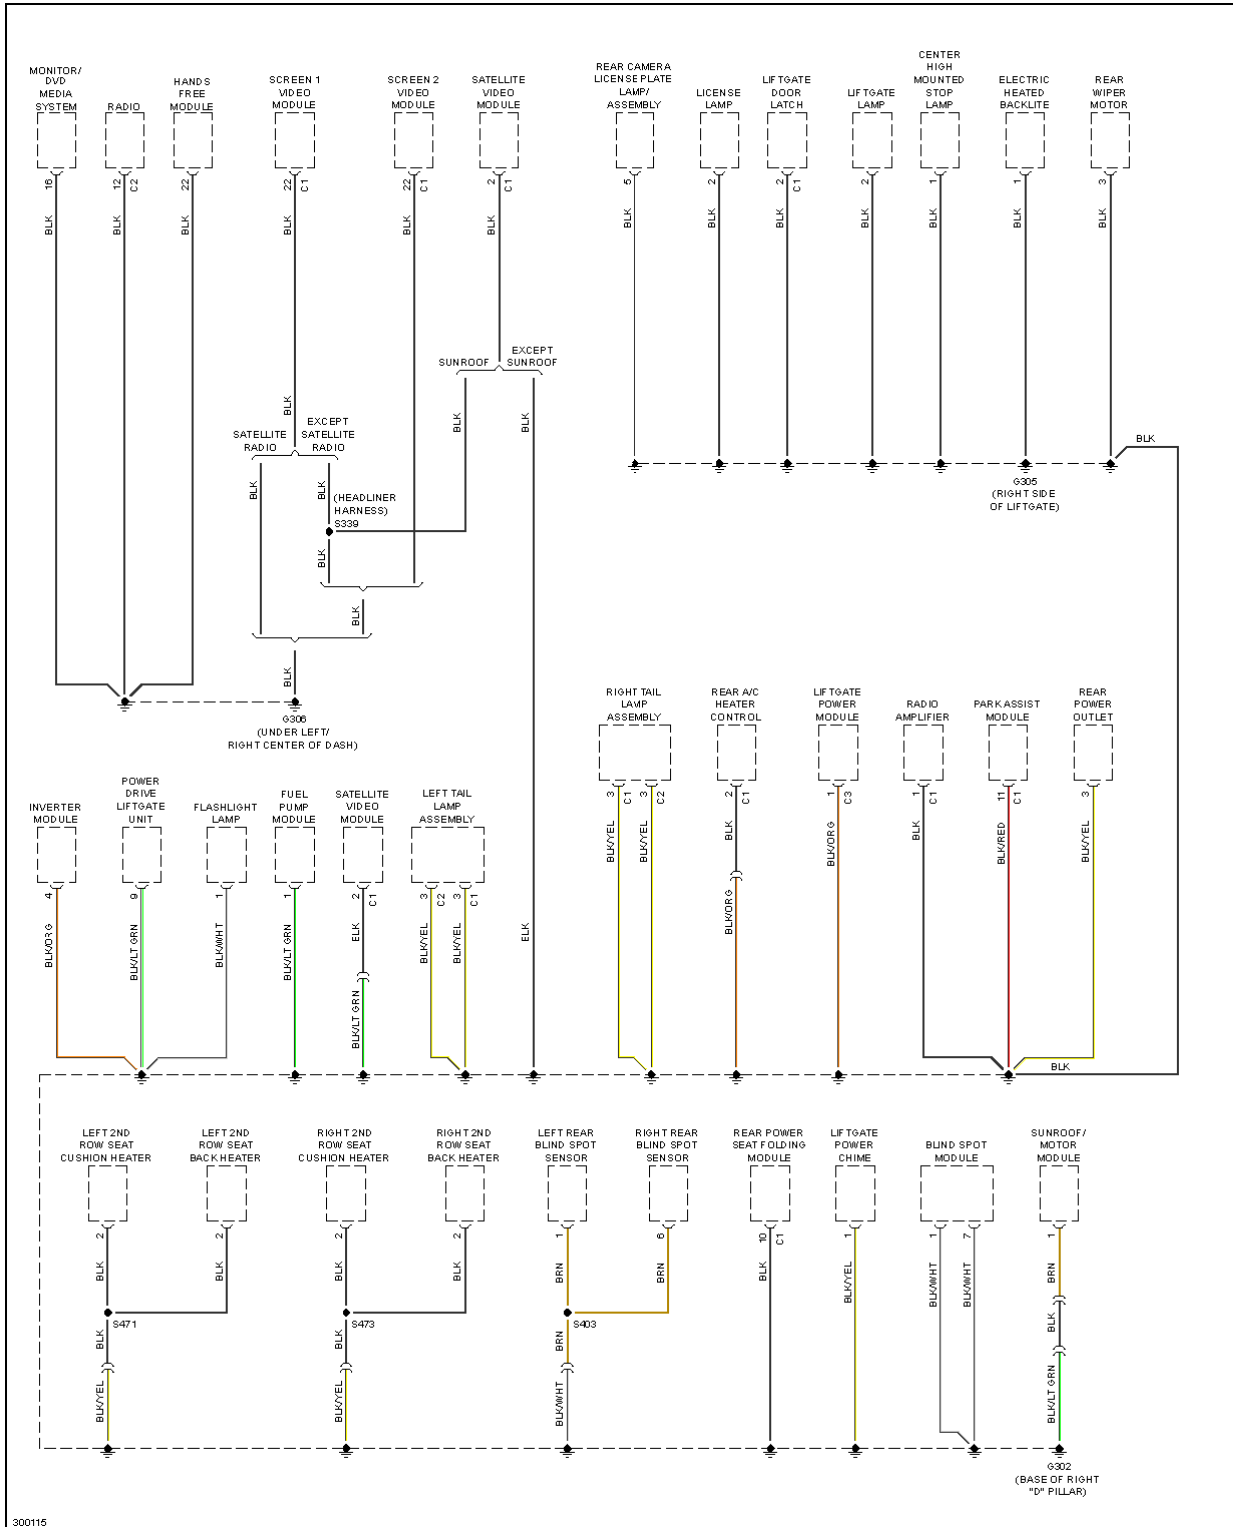 MONITOR/
DVD
MEDIA
SYSTEM
RADIO
HANDS
FREE
MODULE
SCREEN 1
VIDEO
MODULE
SCREEN 2
VIDEO
MODULE
SATELLITE
VIDEO
MODULE
REAR CAMERA
LICENSE PLATE
LAMP/
ASSEMBLY
LICENSE
LAMP
LIFTGATE
DOOR
LATCH
LIFTGATE
LAMP
CENTER
HIGH
MOUNTED
STOP
LAMP
ELECTRIC
HEATED
BACKLITE
REAR
WIPER
MOTOR
16
12
C2
22
22
C1
22
C1
2
C1
5
2
2
C1
2
1
1
3
BLK
BLK
BLK
BLK
BLK
BLK
BLK
BLK
BLK
BLK
BLK
BLK
BLK
SUNROOF
EXCEPT
SUNROOF
BLK
BLK
BLK
SATELLITE
RADIO
EXCEPT
SATELLITE
RADIO
BLK
BLK
BLK
(HEADLINER
HARNESS)
S339
BLK
BLK
BLK
G305
(RIGHT SIDE
OF LIFTGATE)
G306
(UNDER LEFT/
RIGHT CENTER OF DASH)
RIGHT TAIL
LAMP
ASSEMBLY
REAR A/C
HEATER
CONTROL
LIFTGATE
POWER
MODULE
RADIO
AMPLIFIER
PARK ASSIST
MODULE
REAR
POWER
OUTLET
3
C1
3
C2
2
C1
1
C3
1
C1
11
C1
3
BLK/YEL
BLK/YEL
BLK
BLK/ORG
BLK
BLK/RED
BLK/YEL
BLK/ORG
INVERTER
MODULE
POWER
DRIVE
LIFTGATE
UNIT
FLASHLIGHT
LAMP
FUEL
PUMP
MODULE
SATELLITE
VIDEO
MODULE
LEFT TAIL
LAMP
ASSEMBLY
4
9
1
1
2
C1
3
C2
3
C1
BLK/ORG
BLK/LT GRN
BLK/WHT
BLK/LT GRN
ELK
BLK/LT GRN
BLK/YEL
BLK/YEL
ELK
BLK
LEFT 2ND
ROW SEAT
CUSHION HEATER
LEFT 2ND
ROW SEAT
BACK HEATER
RIGHT 2ND
ROW SEAT
CUSHION HEATER
RIGHT 2ND
ROW SEAT
BACK HEATER
LEFT REAR
BLIND SPOT
SENSOR
RIGHT REAR
BLIND SPOT
SENSOR
REAR POWER
SEAT FOLDING
MODULE
LIFTGATE
POWER
CHIME
BLIND SPOT
MODULE
SUNROOF/
MOTOR
MODULE
2
2
2
2
1
6
10
C1
1
1
7
1
BLK
BLK
BLK
BLK
BRN
BRN
BLK
BLK/YEL
BLK/WHT
BLK/WHT
BRN
S471
S473
S403
BLK
BLK
BRN
BLK
BLK/YEL
BLK/YEL
BLK/WHT
BLK/LT GRN
G302
(BASE OF RIGHT
"D" PILLAR)
300115